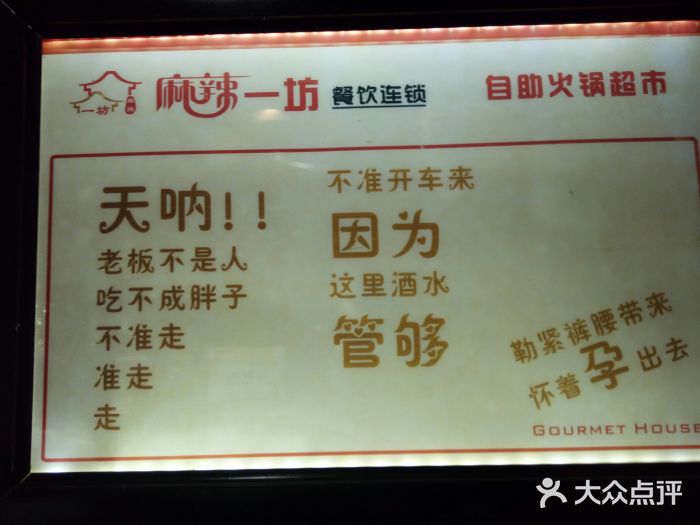 一坊
麻辣一坊 餐饮连锁
自助火锅超市
天呐!!
老板不是人
吃不成胖子
不准走
准走
走
不准开车来
因为
这里酒水
管够
勒紧裤腰带来
怀着孕出去
GOURMET HOUSE
大众点评